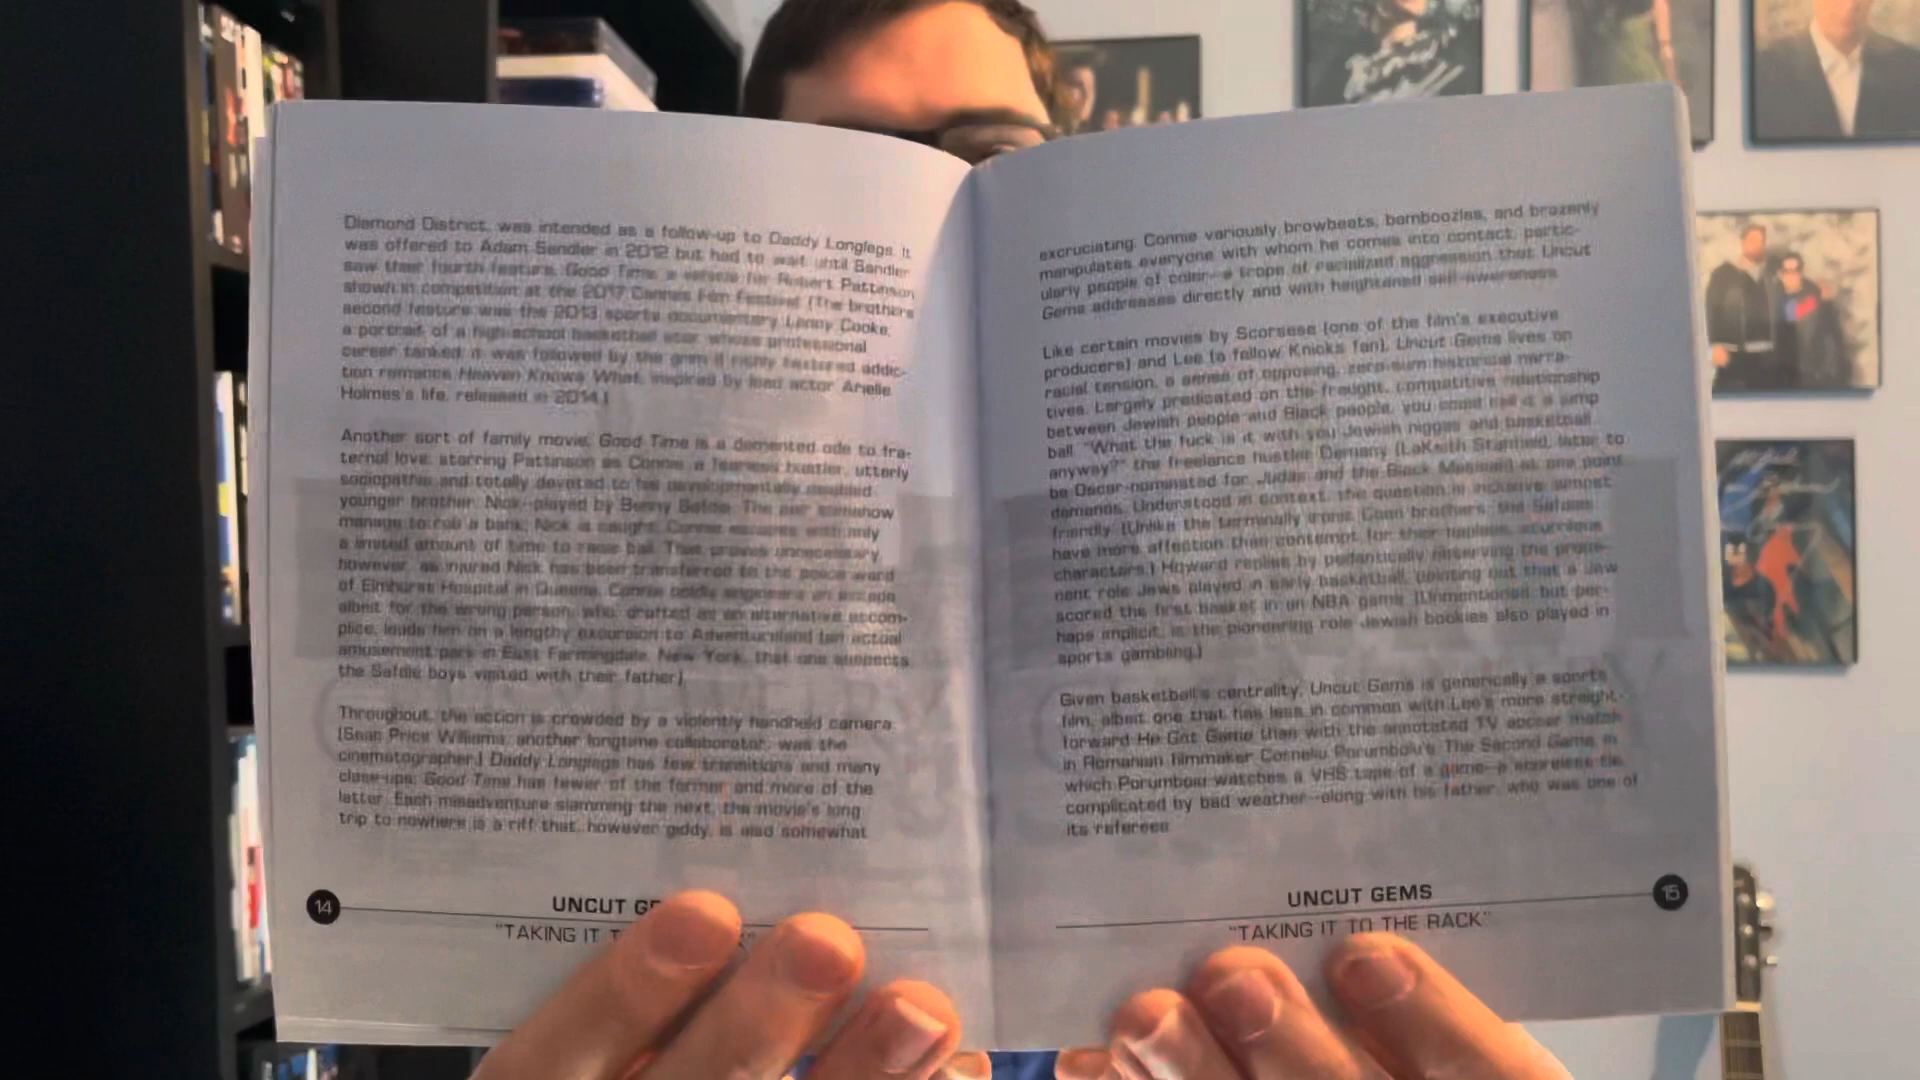 Diamond District, was intended as a follow-up to Daddy Longlegs. It
was offered to Adam Sandler in 2012 but had to wait until Sandler
saw their fourth feature, Good Time, a vehicle for Robert Pattinson
shown in competition at the 2017 Cannes Film Festival. (The brothers'
second feature was the 2013 sports documentary Lenny Cooke,
a portrait of a high-school basketball star whose professional
career tanked; it was followed by the grim if richly textured addic-
tion romance Heaven Knows What, inspired by lead actor Arielle
Holmes's life, released in 2014.)
Another sort of family movie, Good Time is a demented ode to fra-
ternal love, starring Pattinson as Connie, a fearless hustler, utterly
sociopathic and totally devoted to his developmentally disabled
younger brother, Nick—played by Benny Safdie. The pair somehow
manage to rob a bank; Nick is caught. Connie escapes with only
a limited amount of time to raise bail. That proves unnecessary,
however, as injured Nick has been transferred to the police ward
of Elmhurst Hospital in Queens. Connie boldly engineers an escape,
albeit for the wrong person, who, drafted as an alternative accom-
plice, leads him on a lengthy excursion to Adventureland (an actual
amusement park in East Farmingdale, New York, that one suspects
the Safdie boys visited with their father).
Throughout, the action is crowded by a violently handheld camera.
(Sean Price Williams, another longtime collaborator, was the
cinematographer.) Daddy Longlegs has few transitions and many
close-ups; Good Time has fewer of the former and more of the
latter. Each misadventure slamming the next, the movie's long
trip to nowhere is a riff that, however giddy, is also somewhat
14
UNCUT GE
"TAKING IT T
excruciating. Connie variously browbeats, bamboozles, and brazenly
manipulates everyone with whom he comes into contact, partic-
ularly people of color—a trope of racialized aggression that Uncut
Gems addresses directly and with heightened self-awareness.
Like certain movies by Scorsese (one of the film's executive
producers) and Lee (a fellow Knicks fan), Uncut Gems lives on
racial tension, a sense of opposing, zero-sum historical narra-
tives. Largely predicated on the fraught, competitive relationship
between Jewish people and Black people, you could call it a jump
ball. "What the fuck is it with you Jewish niggas and basketball
anyway?" the freelance hustler Demany (LaKeith Stanfield, later to
be Oscar-nominated for Judas and the Black Messiah) at one point
demands. Understood in context, the question is inclusive, almost
friendly. (Unlike the terminally ironic Coen brothers, the Safdies
have more affection than contempt for their hapless, scurrilous
characters.) Howard replies by pedantically observing the promi-
nent role Jews played in early basketball, pointing out that a Jew
scored the first basket in an NBA game. (Unmentioned but per-
haps implicit, is the pioneering role Jewish bookies also played in
sports gambling.)
Given basketball's centrality, Uncut Gems is generically a sports
film, albeit one that has less in common with Lee's more straight-
forward He Got Game than with the annotated TV soccer match
in Romanian filmmaker Corneliu Porumboiu's The Second Game, in
which Porumboiu watches a VHS tape of a game—a scoreless tie
complicated by bad weather—along with his father, who was one of
its referees.
UNCUT GEMS
15
"TAKING IT TO THE RACK"